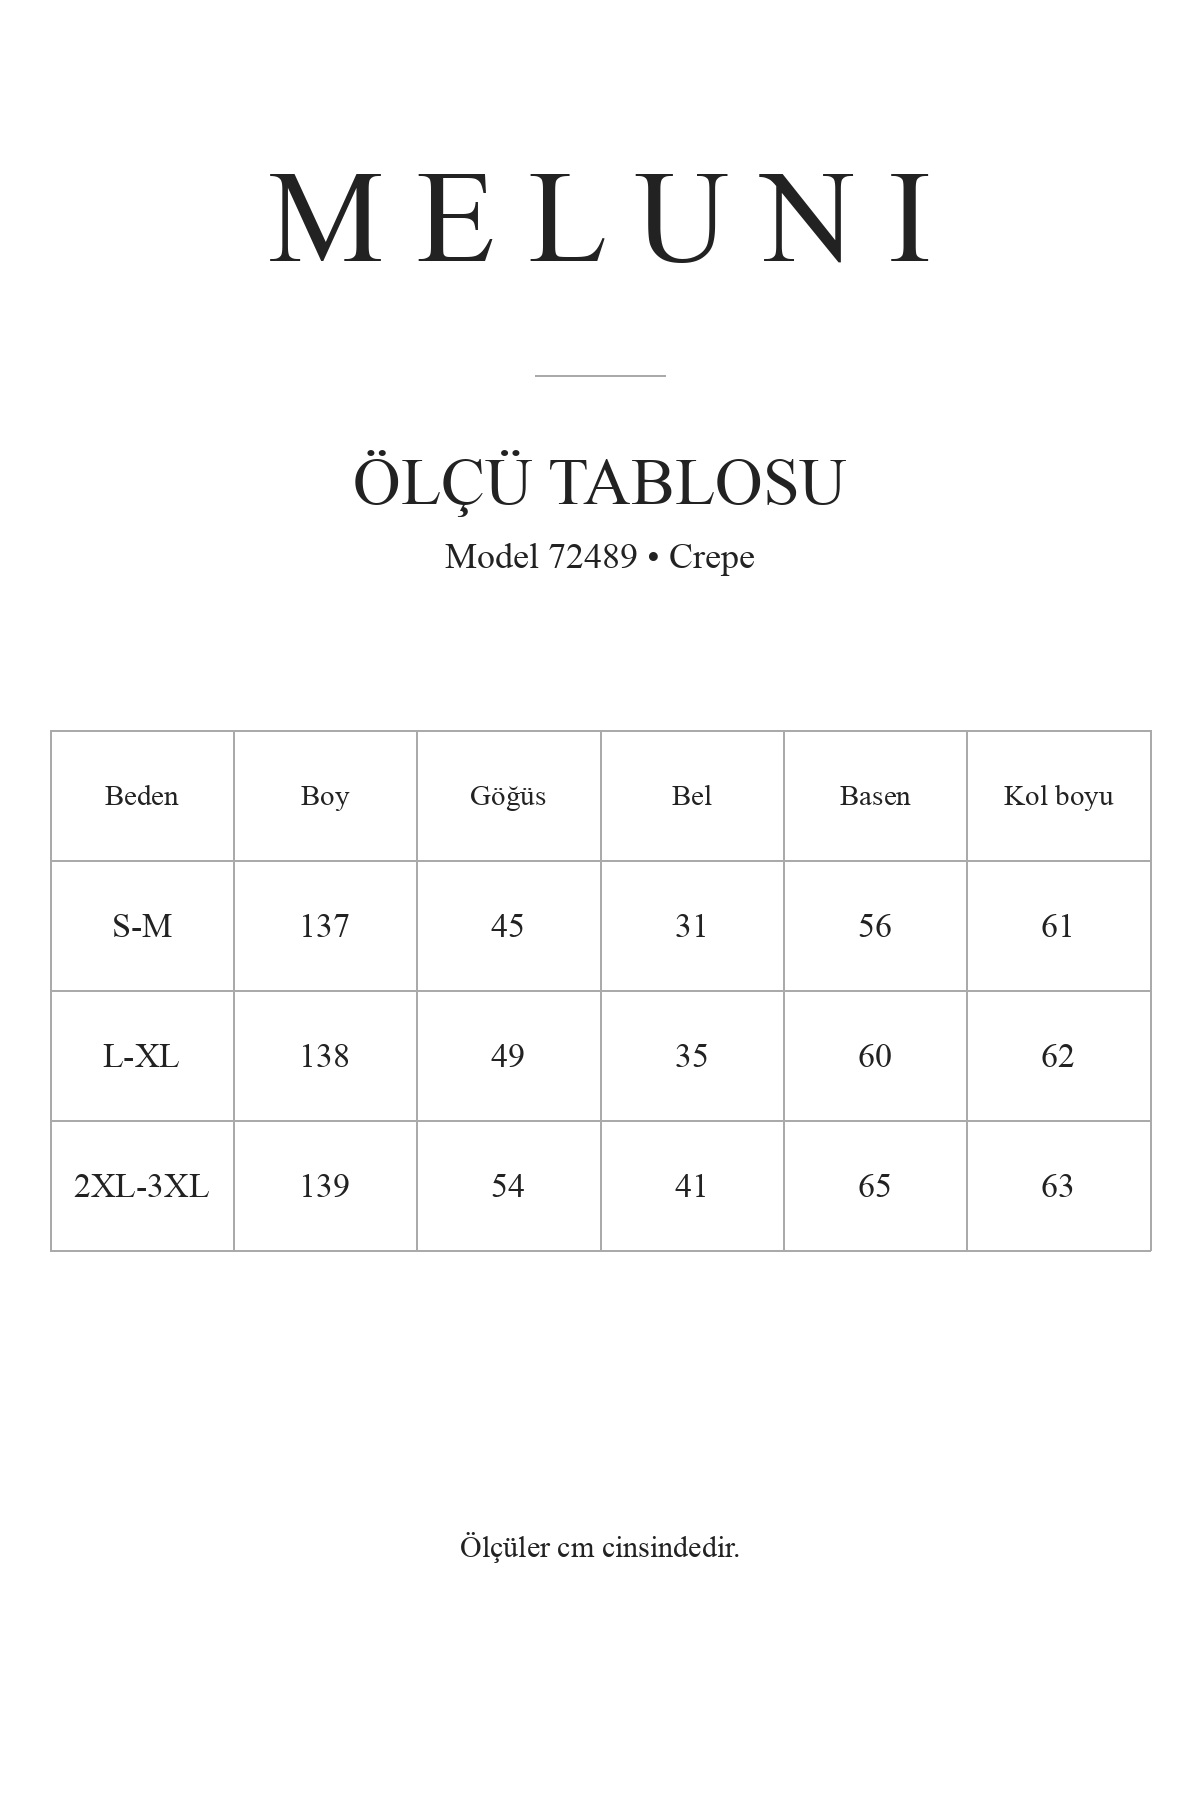 MELUNI
ÖLÇÜ TABLOSU
Model 72489 • Crepe
Beden Boy Göğüs Bel Basen Kol boyu
S-M 137 45 31 56 61
L-XL 138 49 35 60 62
2XL-3XL 139 54 41 65 63
Ölçüler cm cinsindedir.